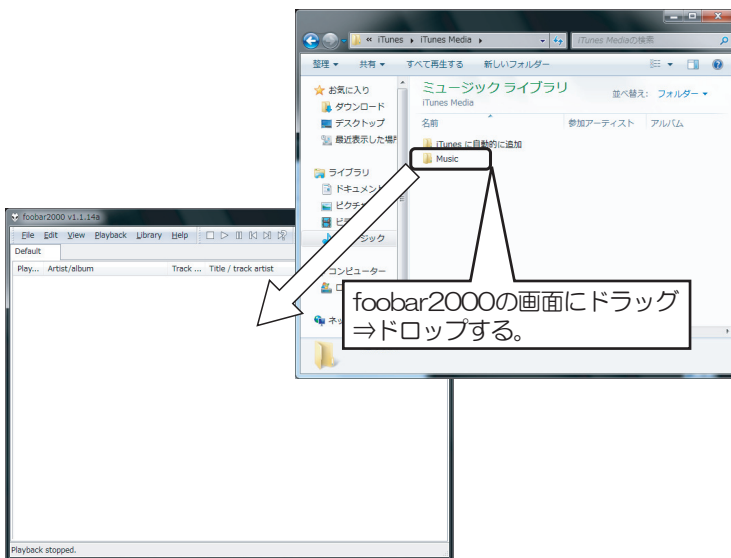 « iTunes ▸ iTunes Media ▸
iTunes Mediaの検索
整理 ▼ 共有 ▼ すべて再生する 新しいフォルダー
お気に入り
ダウンロード
デスクトップ
最近表示した場所
ライブラリ
ドキュメント
ピクチャ
ビデ
ジック
コンピューター
ネッ
ミュージック ライブラリ
iTunes Media
並べ替え: フォルダー ▼
名前 参加アーティスト アルバム
iTunes に自動的に追加
Music
foobar2000 v1.1.14a
File Edit View Playback Library Help
Default
Play... Artist/album Track ... Title / track artist
foobar2000の画面にドラッグ
⇒ドロップする。
Playback stopped.